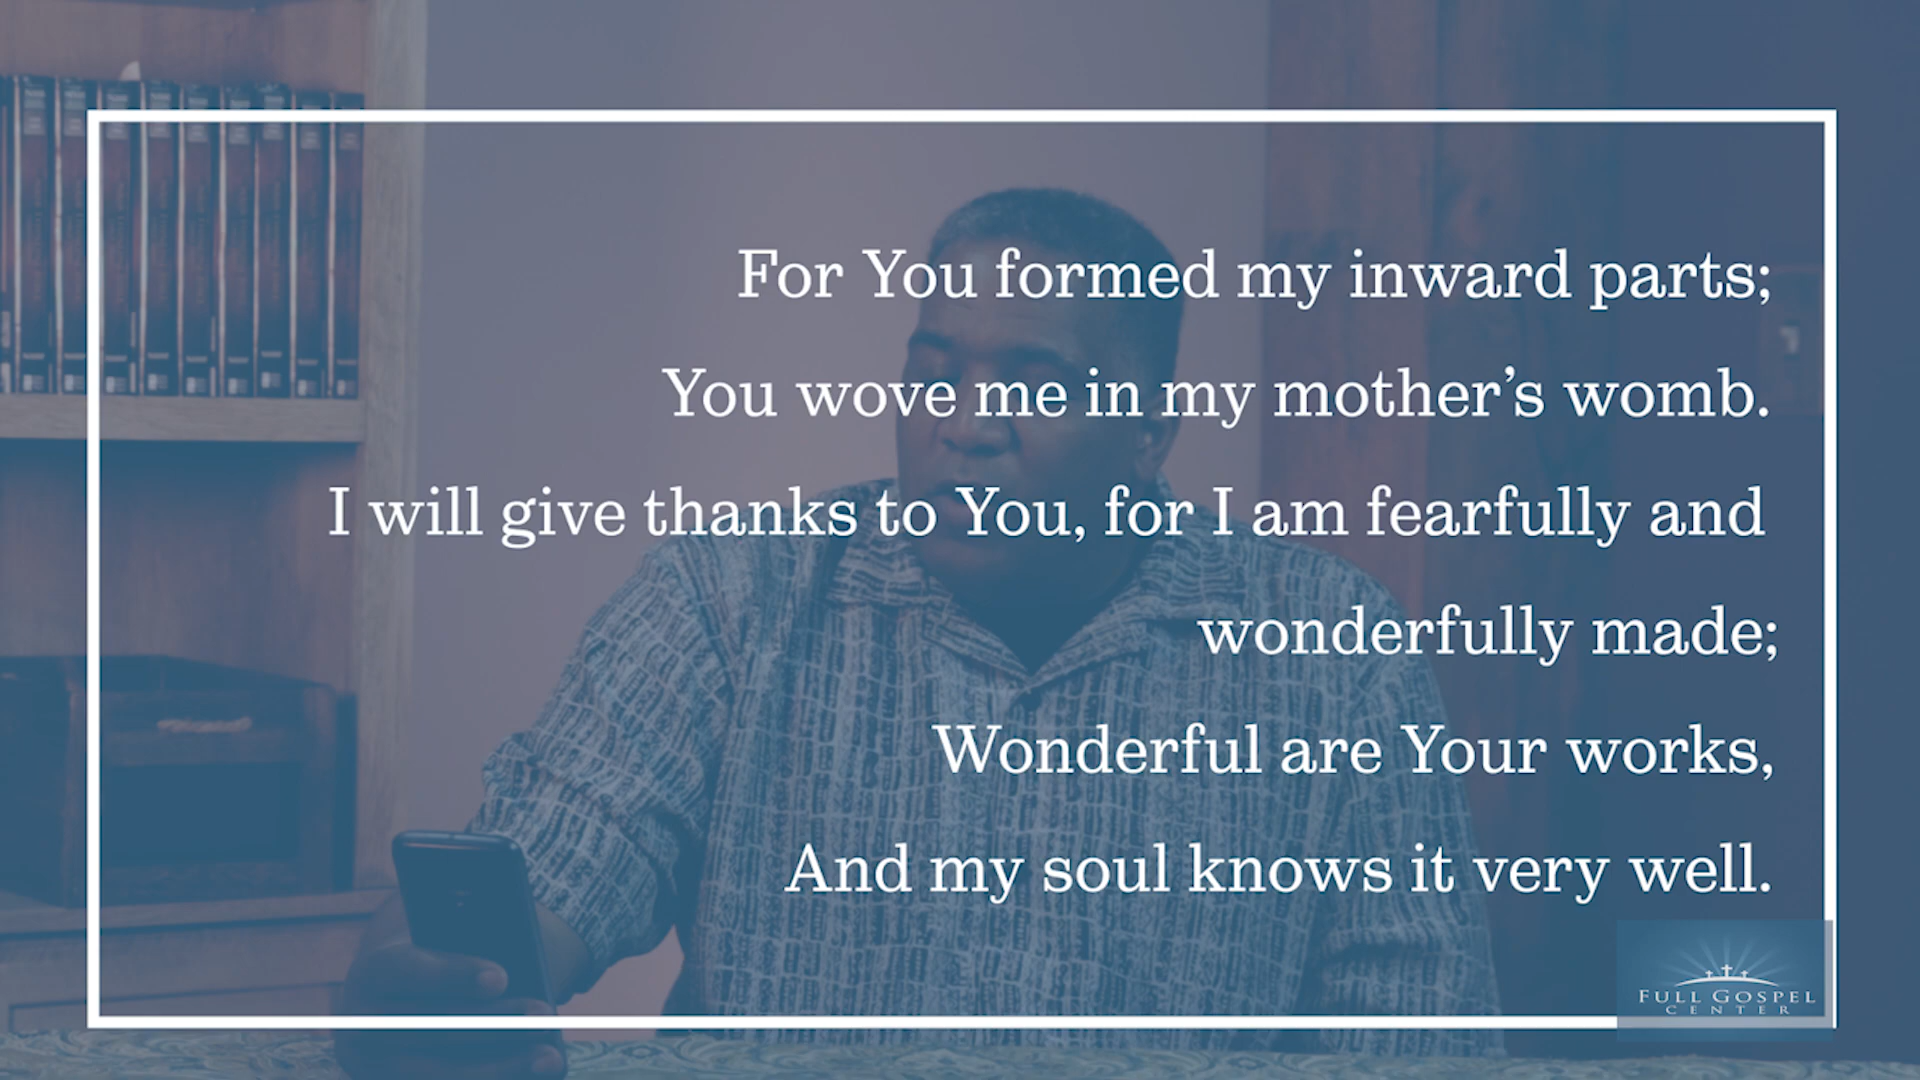 For You formed my inward parts;
You wove me in my mother’s womb.
I will give thanks to You, for I am fearfully and
wonderfully made;
Wonderful are Your works,
And my soul knows it very well.
FULL GOSPEL
CENTER